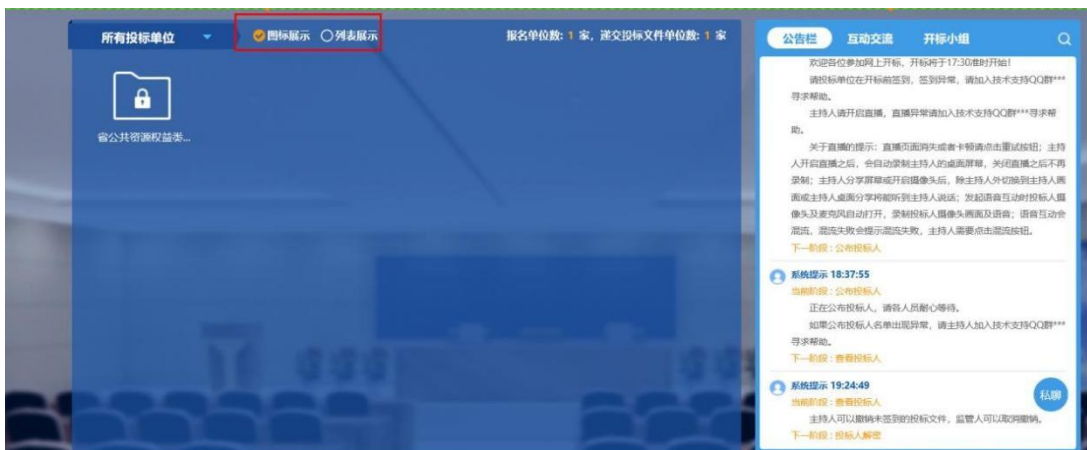 所有投标单位
图标展示 列表展示
报名单位数: 1 家, 递交投标文件单位数: 1 家
省公共资源权益类...
公告栏 互动交流 开标小组
欢迎各位参加网上开标, 开标将于17:30准时开始!
请投标单位在开标前签到, 签到异常, 请加入技术支持QQ群***
寻求帮助。
主持人请开启直播, 直播异常请加入技术支持QQ群***寻求帮
助。
关于直播的提示: 直播页面消失或者卡顿请点击重试按钮; 主持
人开启直播之后, 会自动录制主持人的桌面屏幕, 关闭直播之后不再
录制; 主持人分享屏幕或开启摄像头后, 除主持人外切换到主持人画
面或主持人桌面分享将能听到主持人说话; 发起语音互动时投标人摄
像头及麦克风自动打开, 录制投标人摄像头画面及语音; 语音互动会
混流, 混流失败会提示混流失败, 主持人需要点击混流按钮。
下一阶段 : 公布投标人
系统提示 18:37:55
当前阶段 : 公布投标人
正在公布投标人, 请各人员耐心等待。
如果公布投标人名单出现异常, 请主持人加入技术支持QQ群***
寻求帮助。
下一阶段 : 查看投标人
系统提示 19:24:49
当前阶段 : 查看投标人
主持人可以撤销未签到的投标文件, 监管人可以取消撤销。
下一阶段 : 投标人解密
私聊